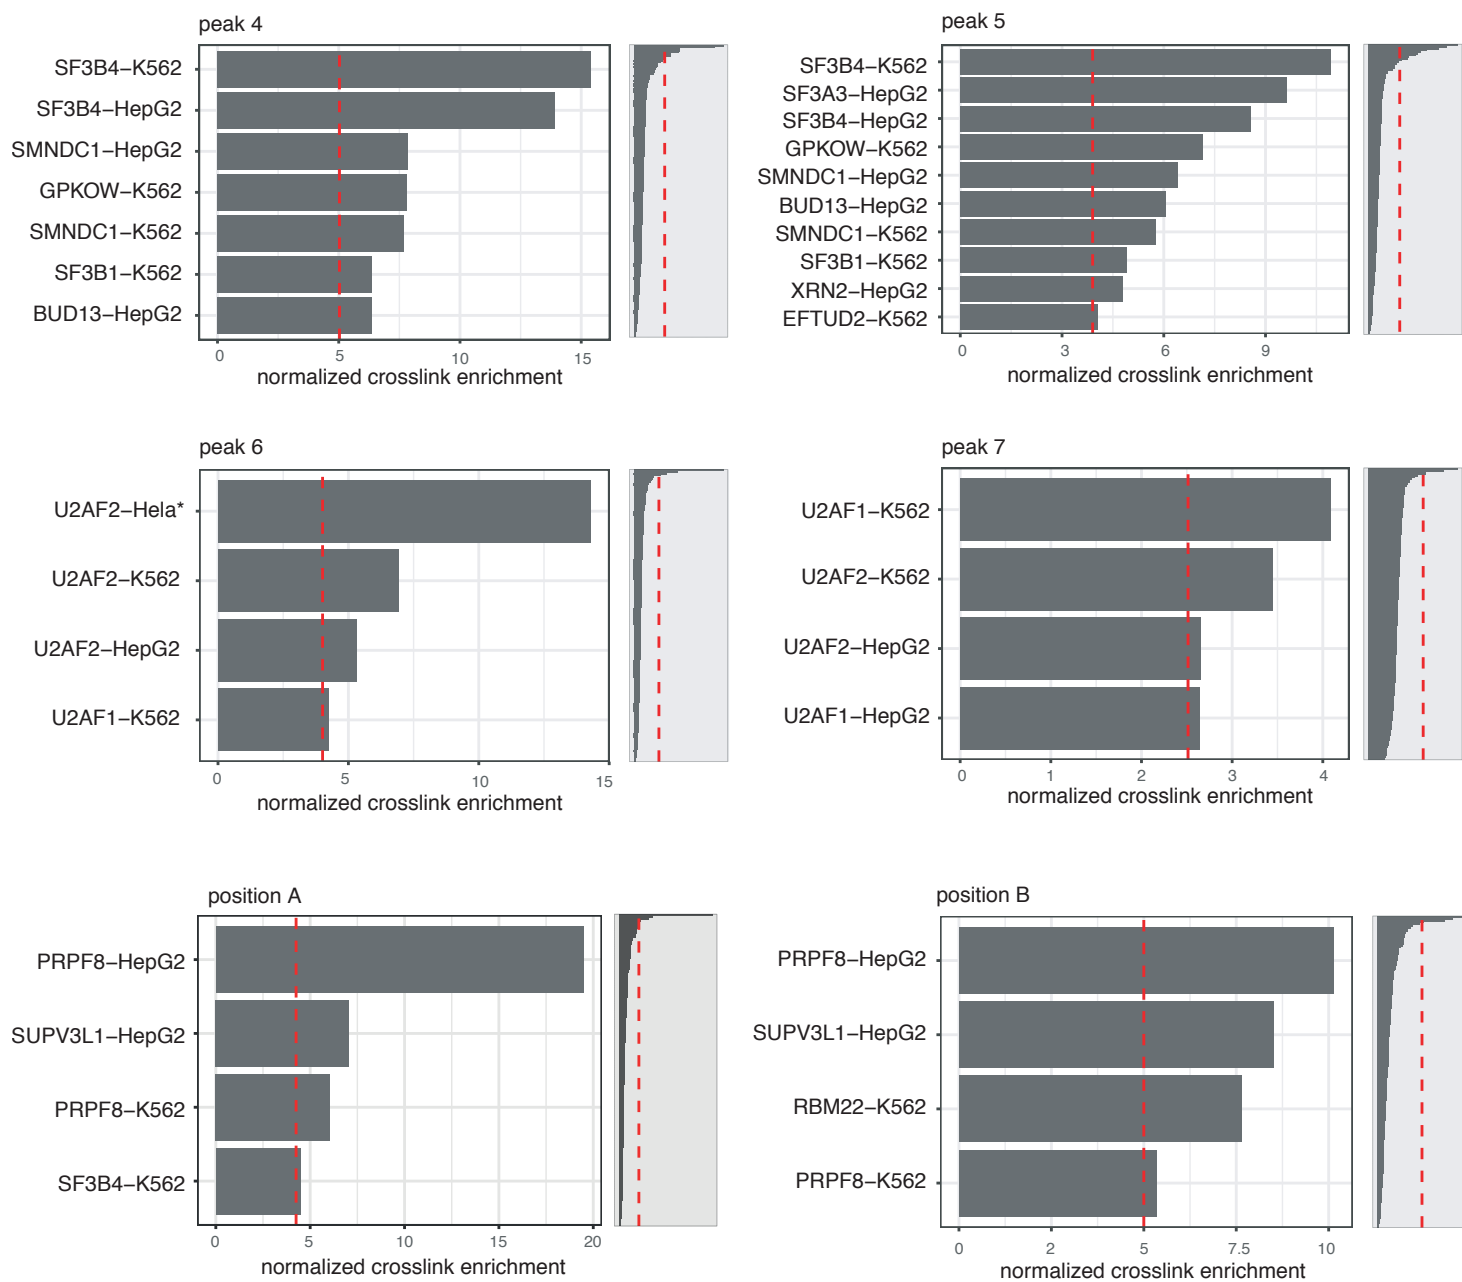 peak 4
SF3B4–K562
SF3B4–HepG2
SMNDC1–HepG2
GPKOW–K562
SMNDC1–K562
SF3B1–K562
BUD13–HepG2
0 5 10 15
normalized crosslink enrichment
peak 5
SF3B4–K562
SF3A3–HepG2
SF3B4–HepG2
GPKOW–K562
SMNDC1–HepG2
BUD13–HepG2
SMNDC1–K562
SF3B1–K562
XRN2–HepG2
EFTUD2–K562
0 3 6 9
normalized crosslink enrichment
peak 6
U2AF2–Hela*
U2AF2–K562
U2AF2–HepG2
U2AF1–K562
0 5 10 15
normalized crosslink enrichment
peak 7
U2AF1–K562
U2AF2–K562
U2AF2–HepG2
U2AF1–HepG2
0 1 2 3 4
normalized crosslink enrichment
position A
PRPF8–HepG2
SUPV3L1–HepG2
PRPF8–K562
SF3B4–K562
0 5 10 15 20
normalized crosslink enrichment
position B
PRPF8–HepG2
SUPV3L1–HepG2
RBM22–K562
PRPF8–K562
0 2 5 7.5 10
normalized crosslink enrichment